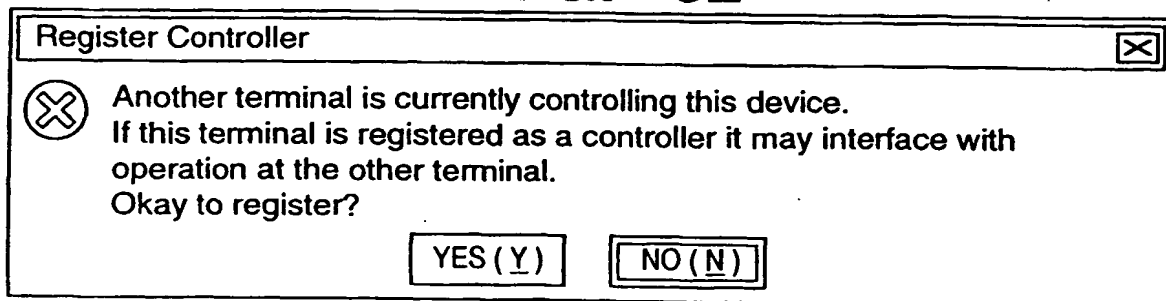 Register Controller
Another terminal is currently controlling this device.
If this terminal is registered as a controller it may interface with
operation at the other terminal.
Okay to register?
YES ( Y ) NO ( N )